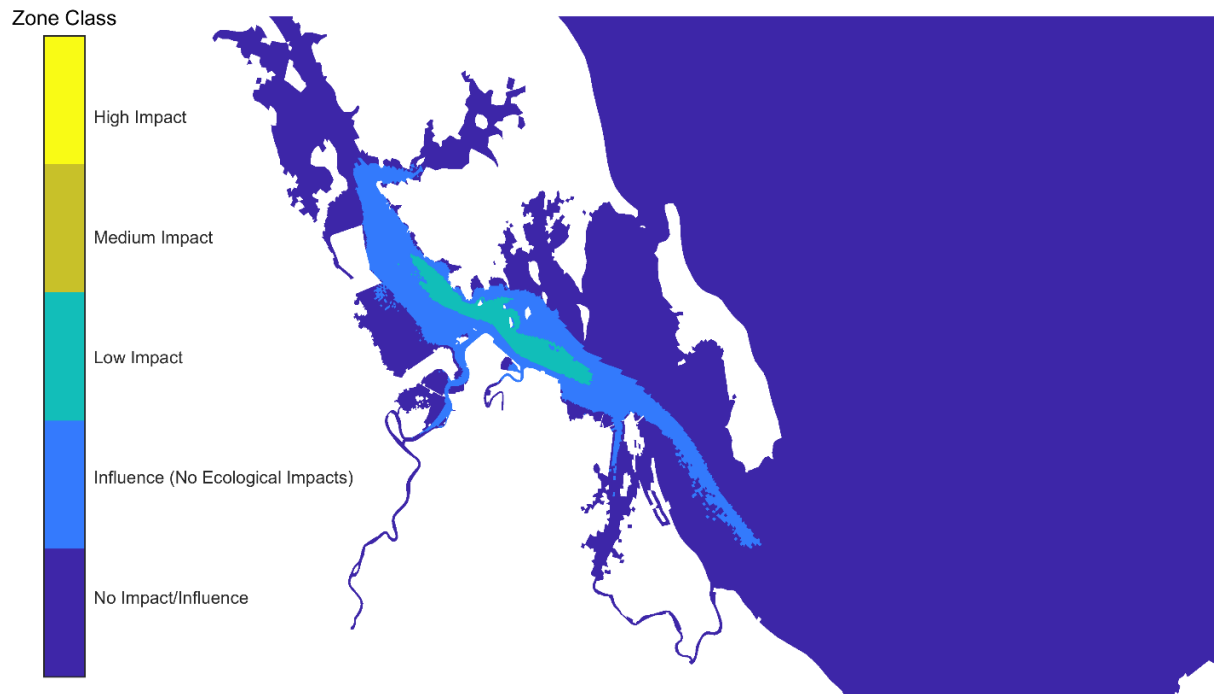 Zone Class
High Impact
Medium Impact
Low Impact
Influence (No Ecological Impacts)
No Impact/Influence